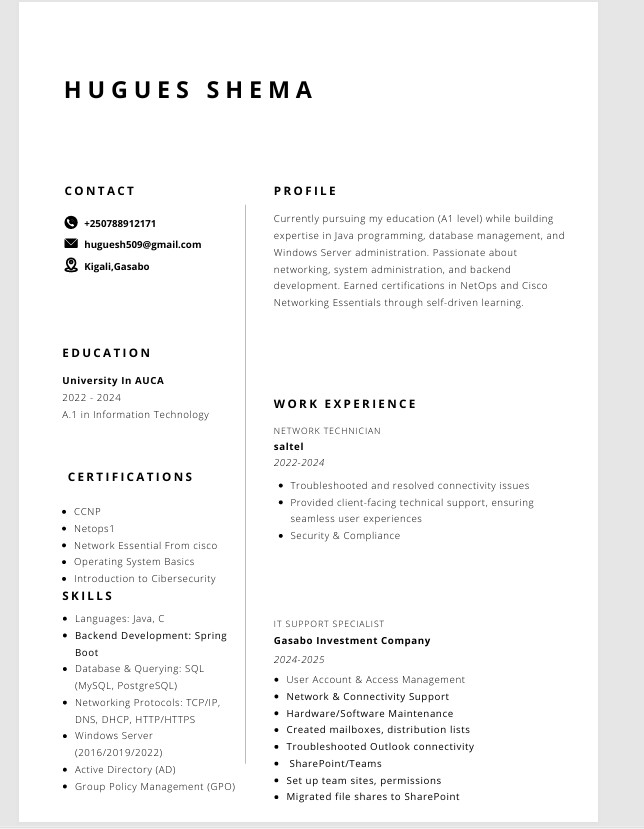 HUGUES SHEMA
CONTACT
+250788912171
huguesh509@gmail.com
Kigali,Gasabo
EDUCATION
University In AUCA
2022 - 2024
A.1 in Information Technology
CERTIFICATIONS
CCNP
Netops1
Network Essential From cisco
Operating System Basics
Introduction to Cibersecurity
SKILLS
Languages: Java, C
Backend Development: Spring
Boot
Database & Querying: SQL
(MySQL, PostgreSQL)
Networking Protocols: TCP/IP,
DNS, DHCP, HTTP/HTTPS
Windows Server
(2016/2019/2022)
Active Directory (AD)
Group Policy Management (GPO)
PROFILE
Currently pursuing my education (A1 level) while building
expertise in Java programming, database management, and
Windows Server administration. Passionate about
networking, system administration, and backend
development. Earned certifications in NetOps and Cisco
Networking Essentials through self-driven learning.
WORK EXPERIENCE
NETWORK TECHNICIAN
saltel
2022-2024
Troubleshooted and resolved connectivity issues
Provided client-facing technical support, ensuring
seamless user experiences
Security & Compliance
IT SUPPORT SPECIALIST
Gasabo Investment Company
2024-2025
User Account & Access Management
Network & Connectivity Support
Hardware/Software Maintenance
Created mailboxes, distribution lists
Troubleshooted Outlook connectivity
SharePoint/Teams
Set up team sites, permissions
Migrated file shares to SharePoint